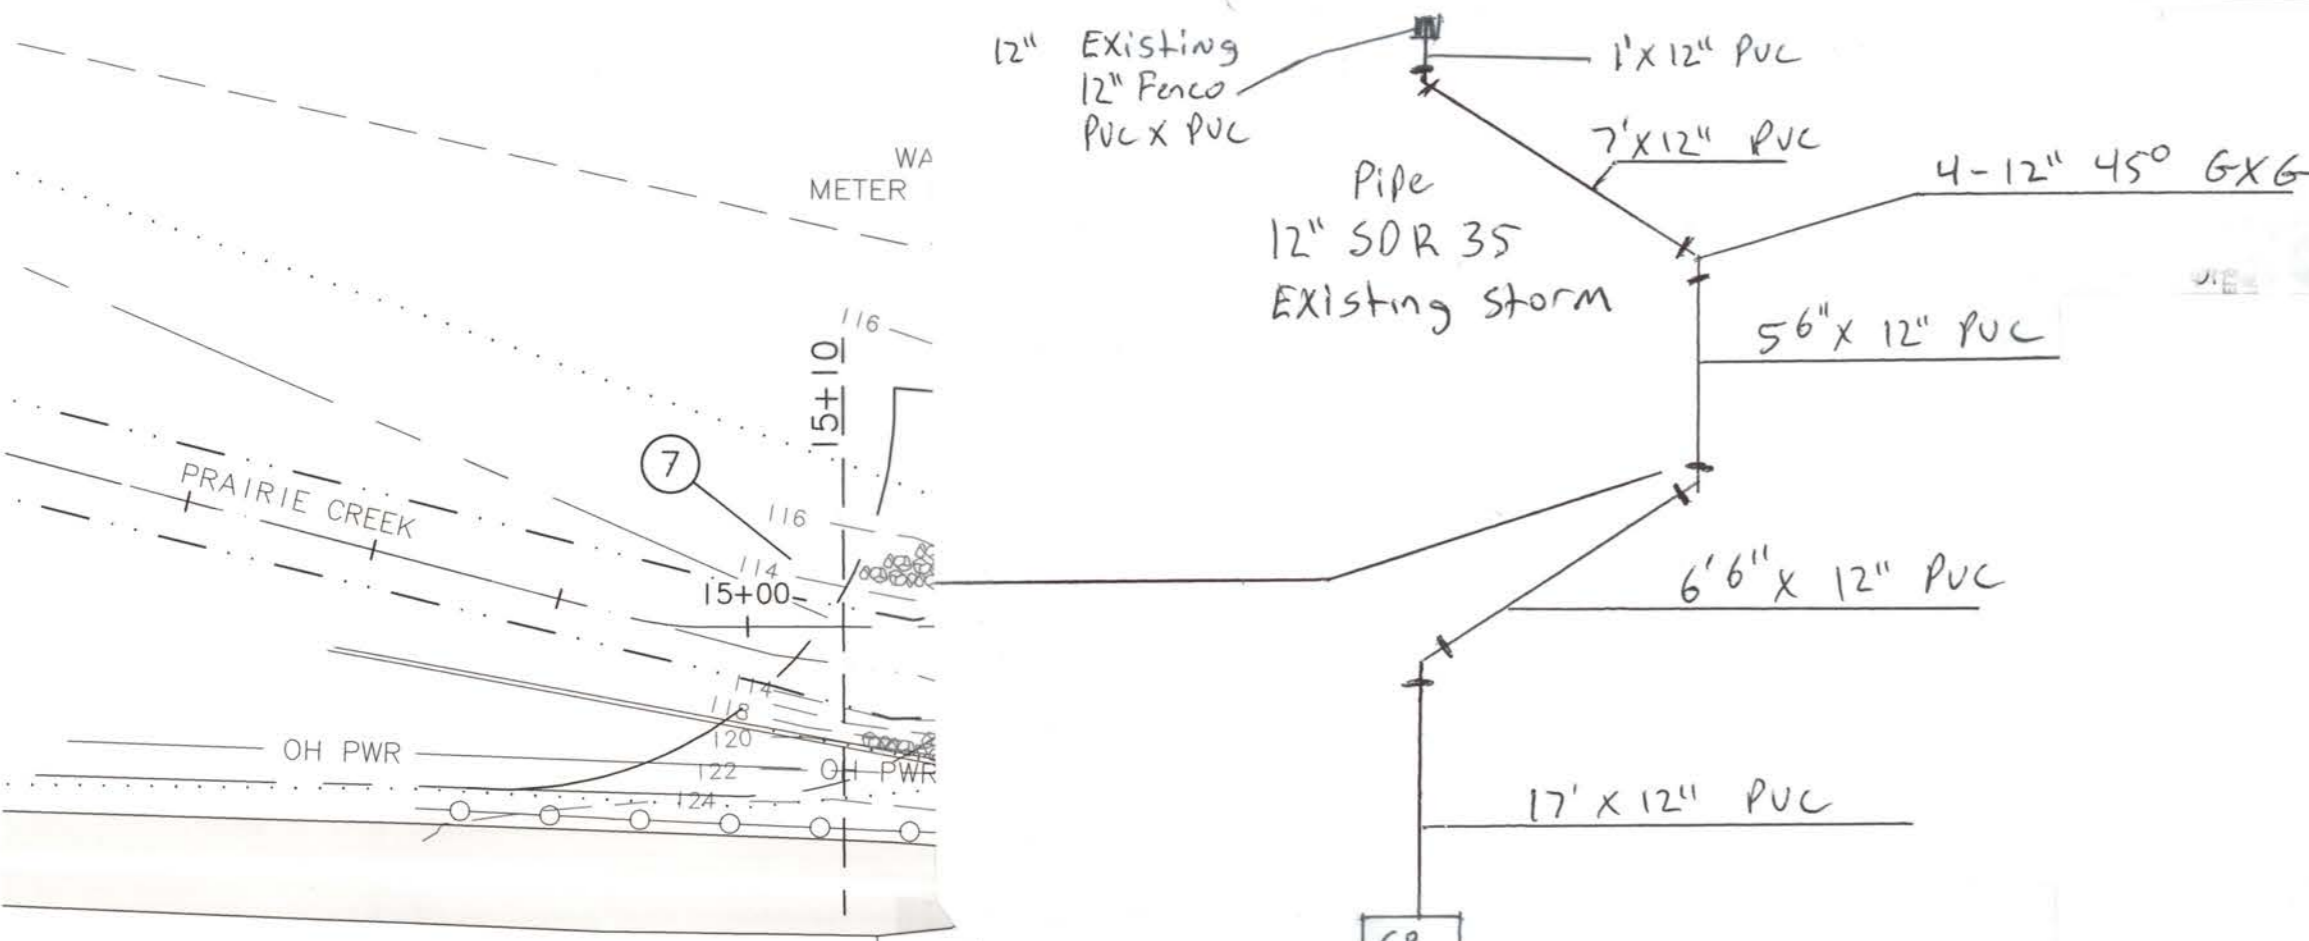 WA
METER
116
15+10
7
PRAIRIE CREEK
116
114
15+00
114
118
120
OH PWR
122
OH PWR
124
12" Existing
12" Fenco
PVC X PVC
1' X 12" PVC
7' X 12" PVC
4-12" 45° GXG
Pipe
12" SDR 35
Existing Storm
5 6" X 12" PVC
6' 6" X 12" PVC
17' X 12" PVC
CB